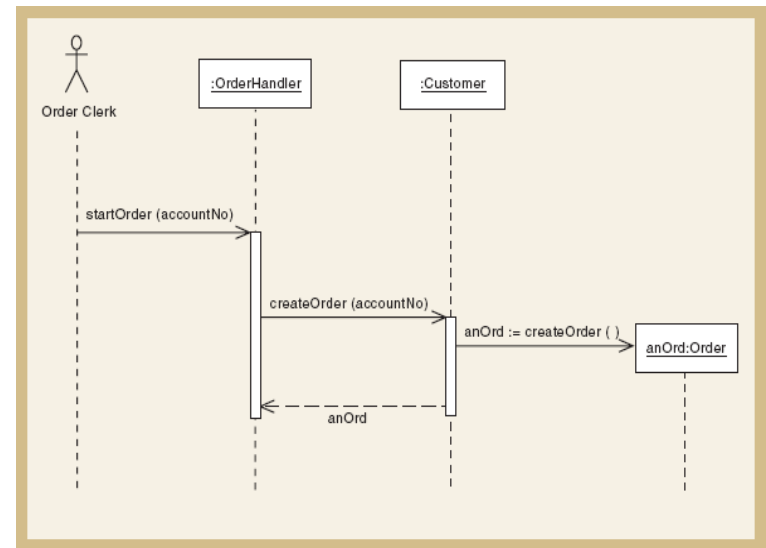 :OrderHandler
:Customer
Order Clerk
startOrder (accountNo)
createOrder (accountNo)
anOrd := createOrder ( )
anOrd:Order
anOrd